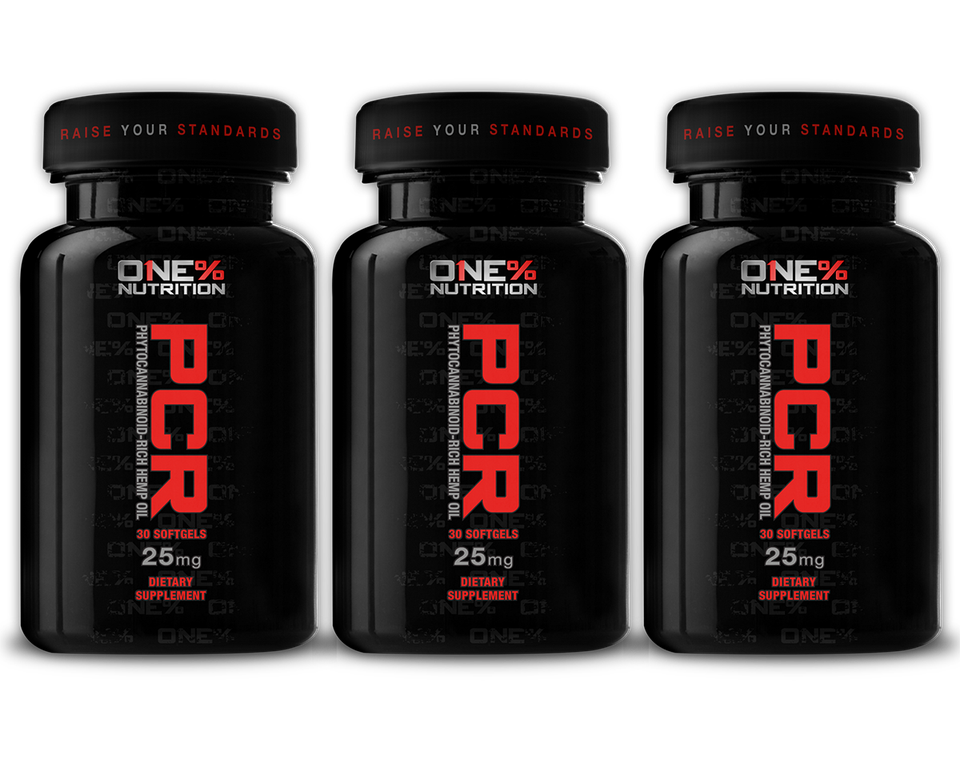 RAISE YOUR STANDARDS
ONE%
NUTRITION
PCR
PHYTOCANNABINOID-RICH HEMP OIL
30 SOFTGELS
25mg
DIETARY
SUPPLEMENT
RAISE YOUR STANDARDS
ONE%
NUTRITION
PCR
PHYTOCANNABINOID-RICH HEMP OIL
30 SOFTGELS
25mg
DIETARY
SUPPLEMENT
RAISE YOUR STANDARDS
ONE%
NUTRITION
PCR
PHYTOCANNABINOID-RICH HEMP OIL
30 SOFTGELS
25mg
DIETARY
SUPPLEMENT